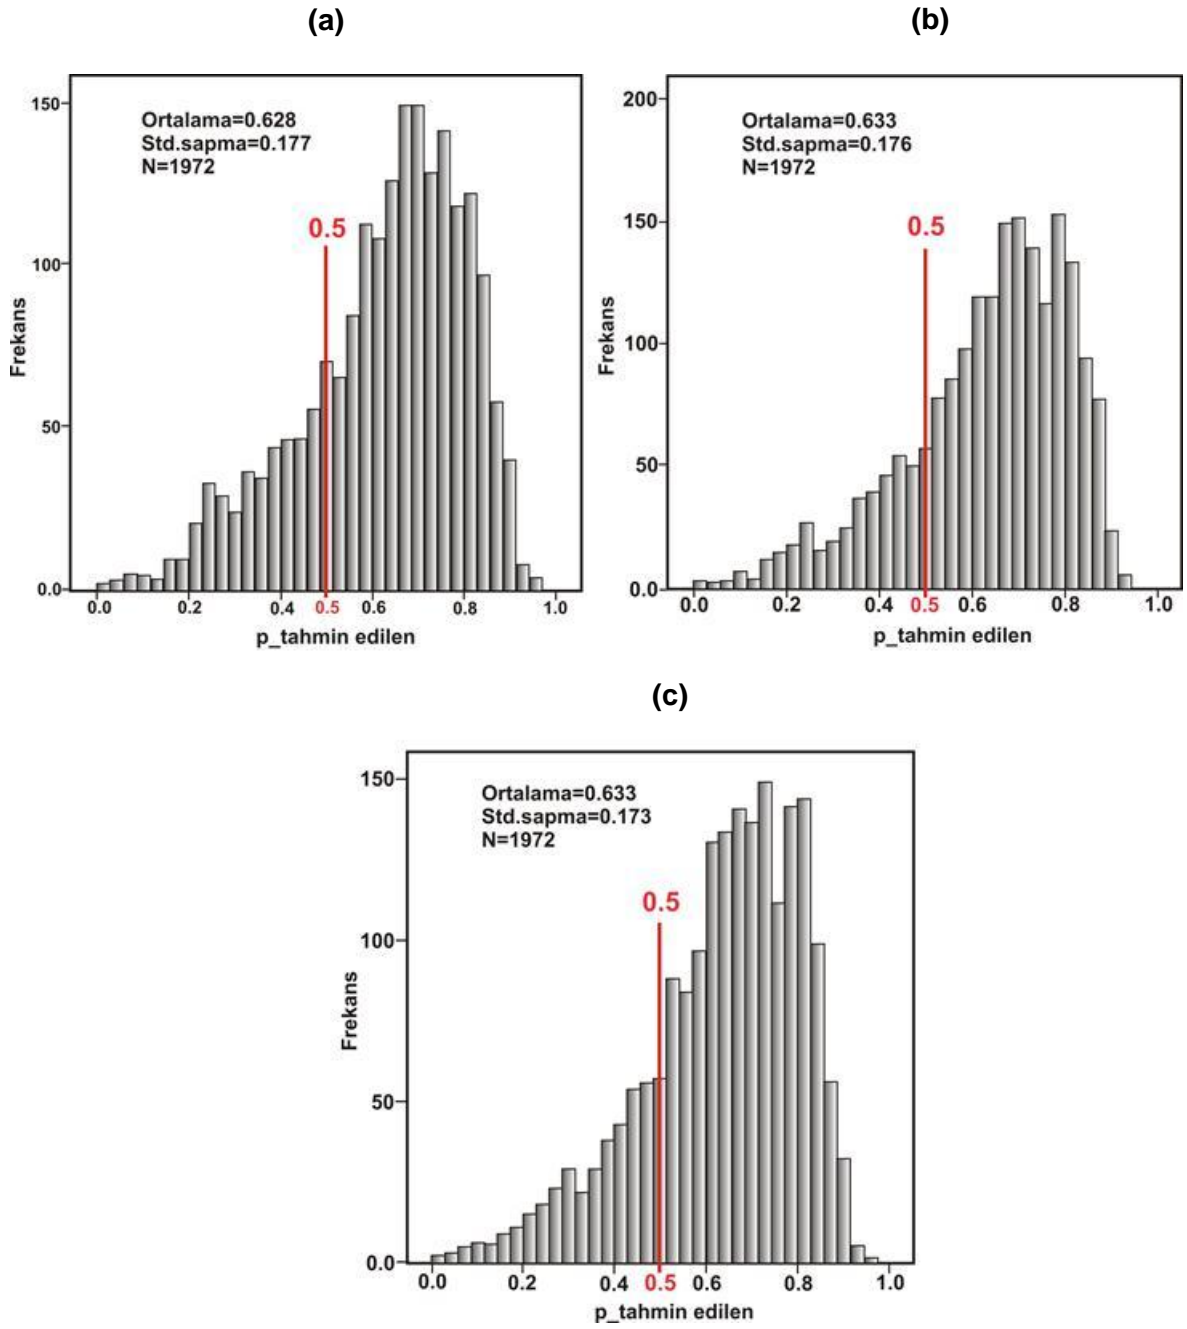 (a)
150
100
50
0.0
Frekans
Ortalama=0.628
Std.sapma=0.177
N=1972
0.5
0.0
0.2
0.4
0.5
0.6
0.8
1.0
p_tahmin edilen
(b)
200
150
100
50
0.0
Frekans
Ortalama=0.633
Std.sapma=0.176
N=1972
0.5
0.0
0.2
0.4
0.5
0.6
0.8
1.0
p_tahmin edilen
(c)
150
100
50
0.0
Frekans
Ortalama=0.633
Std.sapma=0.173
N=1972
0.5
0.0
0.2
0.4
0.5
0.6
0.8
1.0
p_tahmin edilen